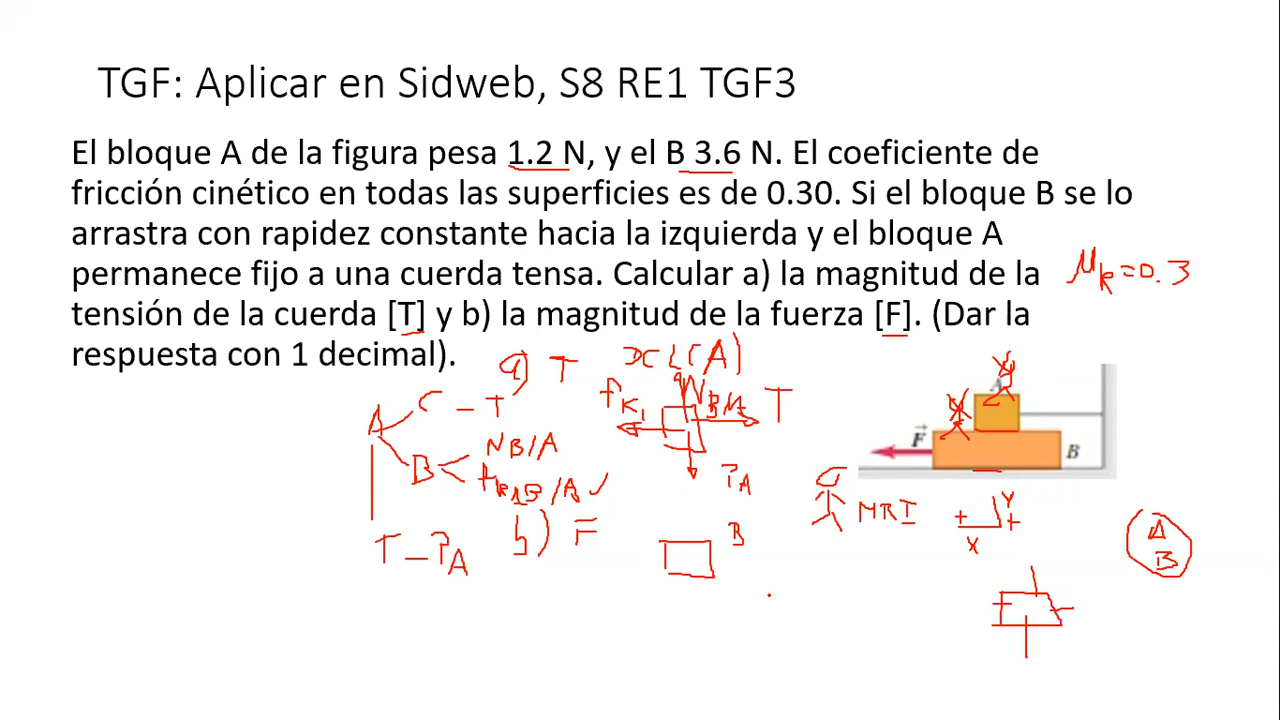 TGF: Aplicar en Sidweb, S8 RE1 TGF3
El bloque A de la figura pesa 1.2 N, y el B 3.6 N. El coeficiente de
fricción cinético en todas las superficies es de 0.30. Si el bloque B se lo
arrastra con rapidez constante hacia la izquierda y el bloque A
permanece fijo a una cuerda tensa. Calcular a) la magnitud de la
tensión de la cuerda [T] y b) la magnitud de la fuerza [F]. (Dar la
respuesta con 1 decimal).
μk=0.3
a) T
DCL(A)
A
C - T
fk1
T
A
F
B
B
NB/A
PA
MRI
Y
+ +
X
T - PA
b) F
B
A
B